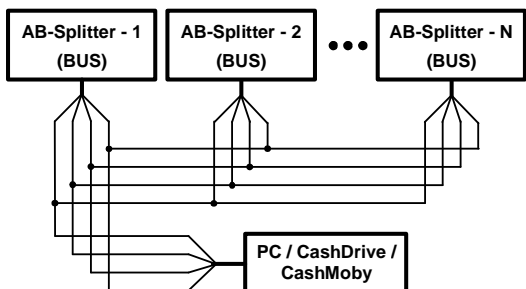 AB-Splitter - 1
(BUS)
AB-Splitter - 2
(BUS)
AB-Splitter - N
(BUS)
PC / CashDrive /
CashMoby